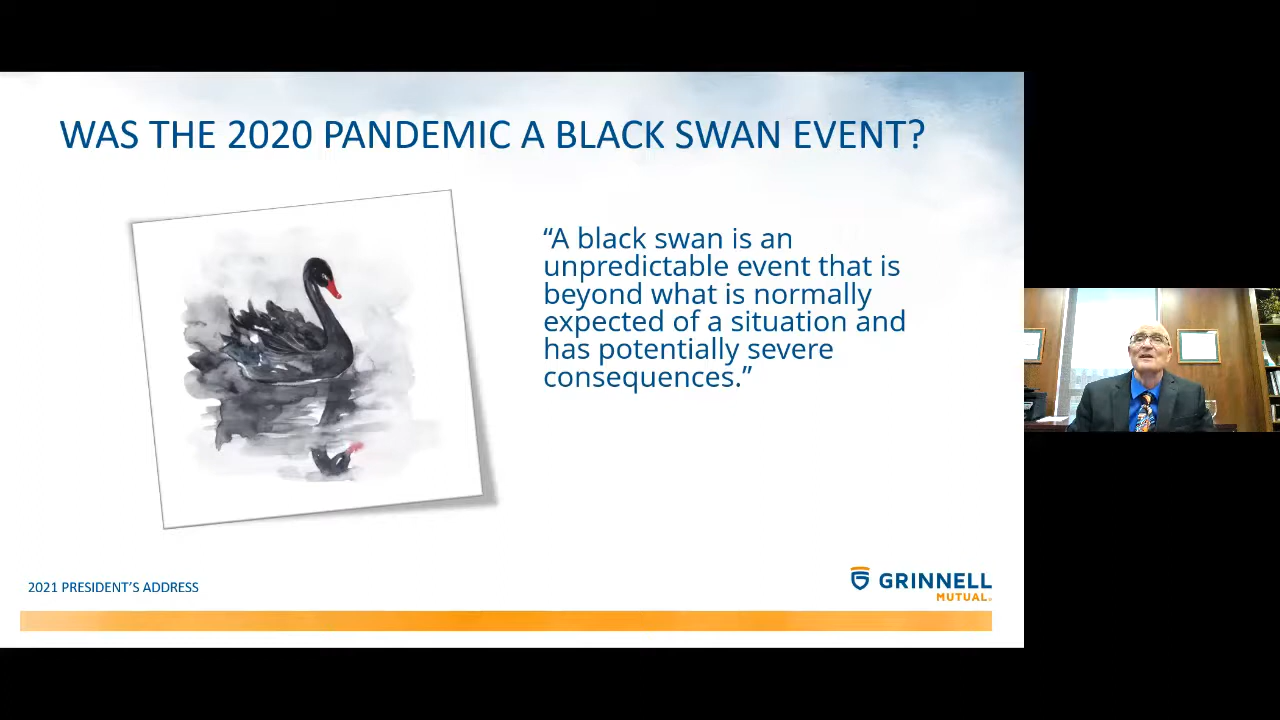 WAS THE 2020 PANDEMIC A BLACK SWAN EVENT?
“A black swan is an
unpredictable event that is
beyond what is normally
expected of a situation and
has potentially severe
consequences.”
2021 PRESIDENT’S ADDRESS
GRINNELL
MUTUAL®